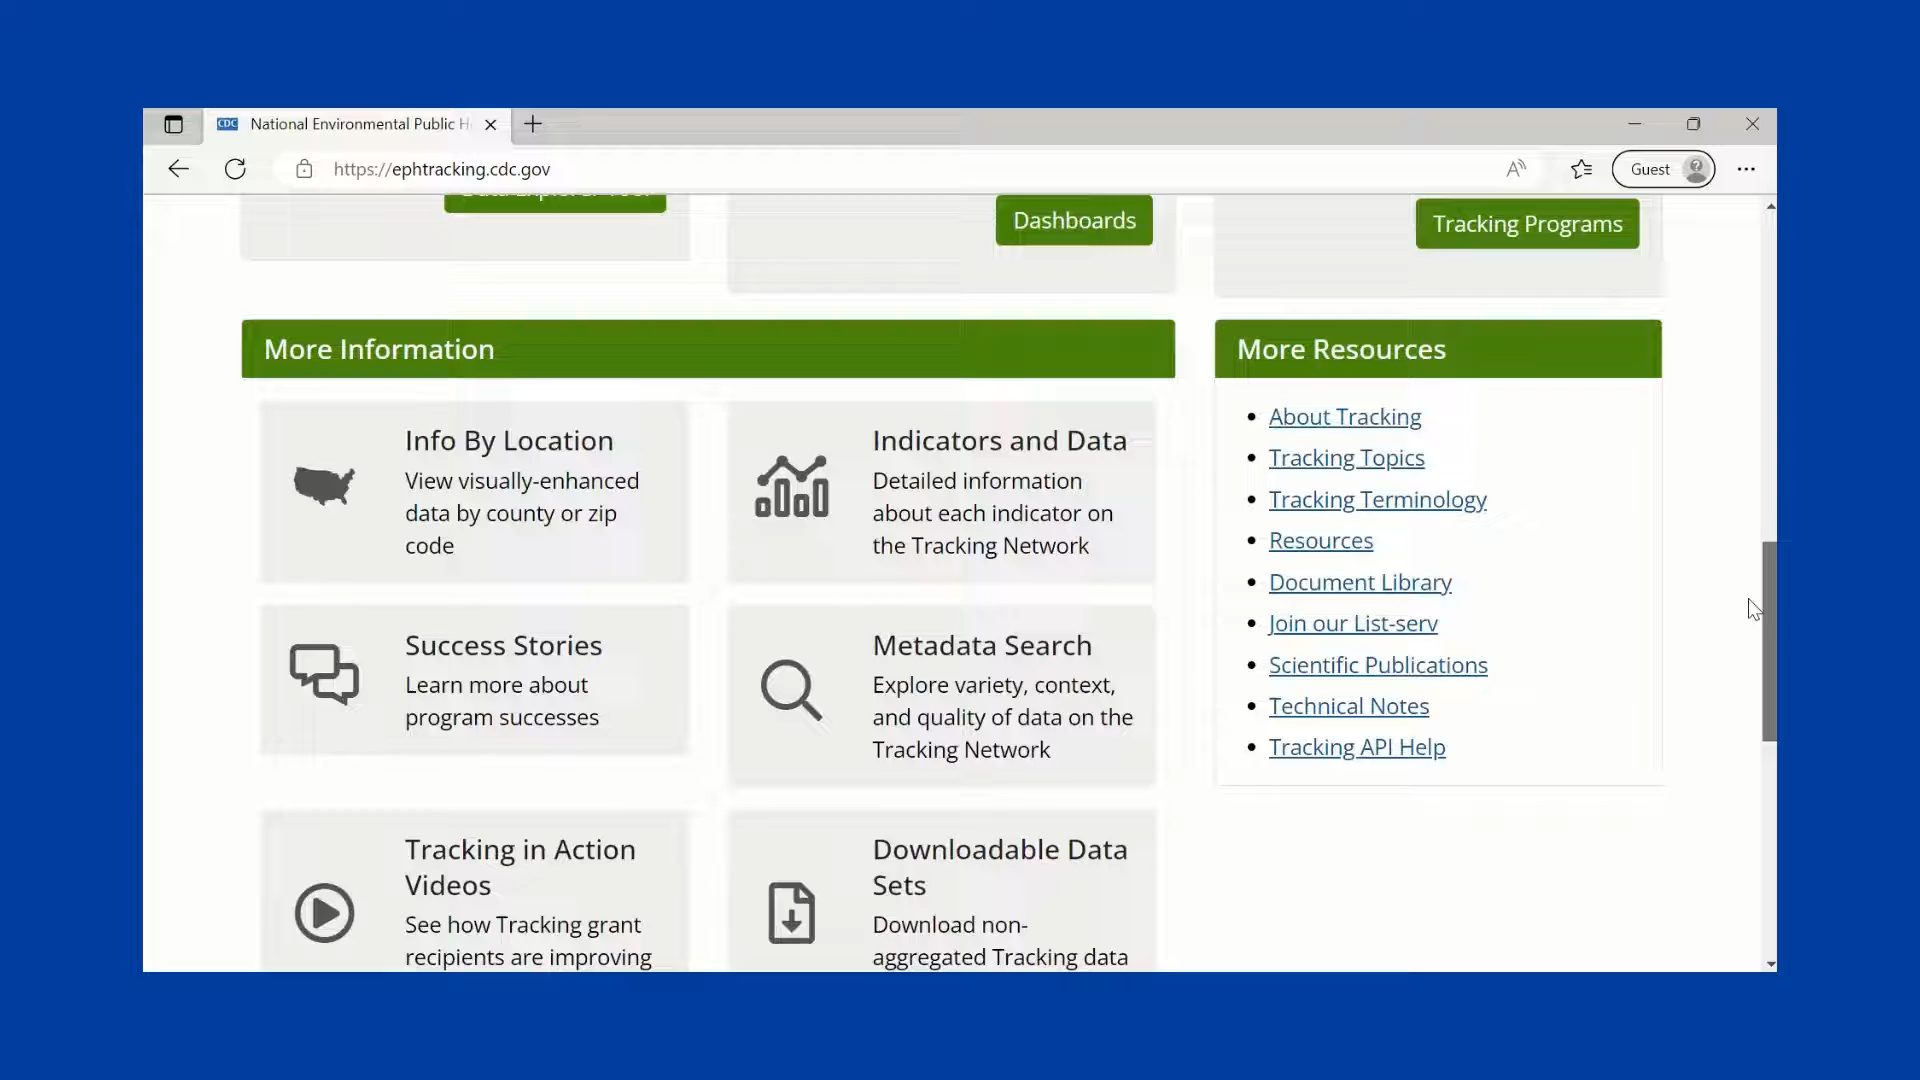 CDC National Environmental Public H
https://ephtracking.cdc.gov
Guest
Data Explorer Tool
Dashboards
Tracking Programs
More Information
Info By Location
View visually-enhanced
data by county or zip
code
Indicators and Data
Detailed information
about each indicator on
the Tracking Network
Success Stories
Learn more about
program successes
Metadata Search
Explore variety, context,
and quality of data on the
Tracking Network
Tracking in Action
Videos
See how Tracking grant
recipients are improving
Downloadable Data
Sets
Download non-
aggregated Tracking data
More Resources
About Tracking
Tracking Topics
Tracking Terminology
Resources
Document Library
Join our List-serv
Scientific Publications
Technical Notes
Tracking API Help